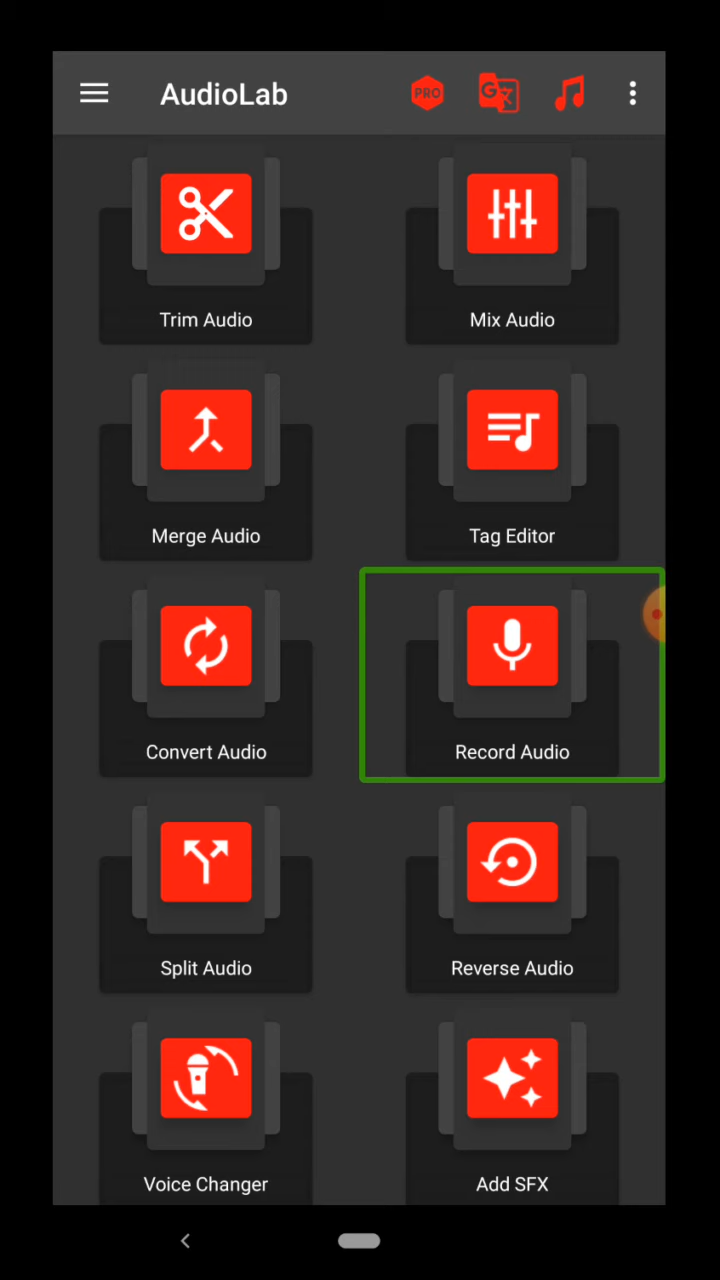 AudioLab
PRO
G
Trim Audio
Mix Audio
Merge Audio
Tag Editor
Convert Audio
Record Audio
Split Audio
Reverse Audio
Voice Changer
Add SFX